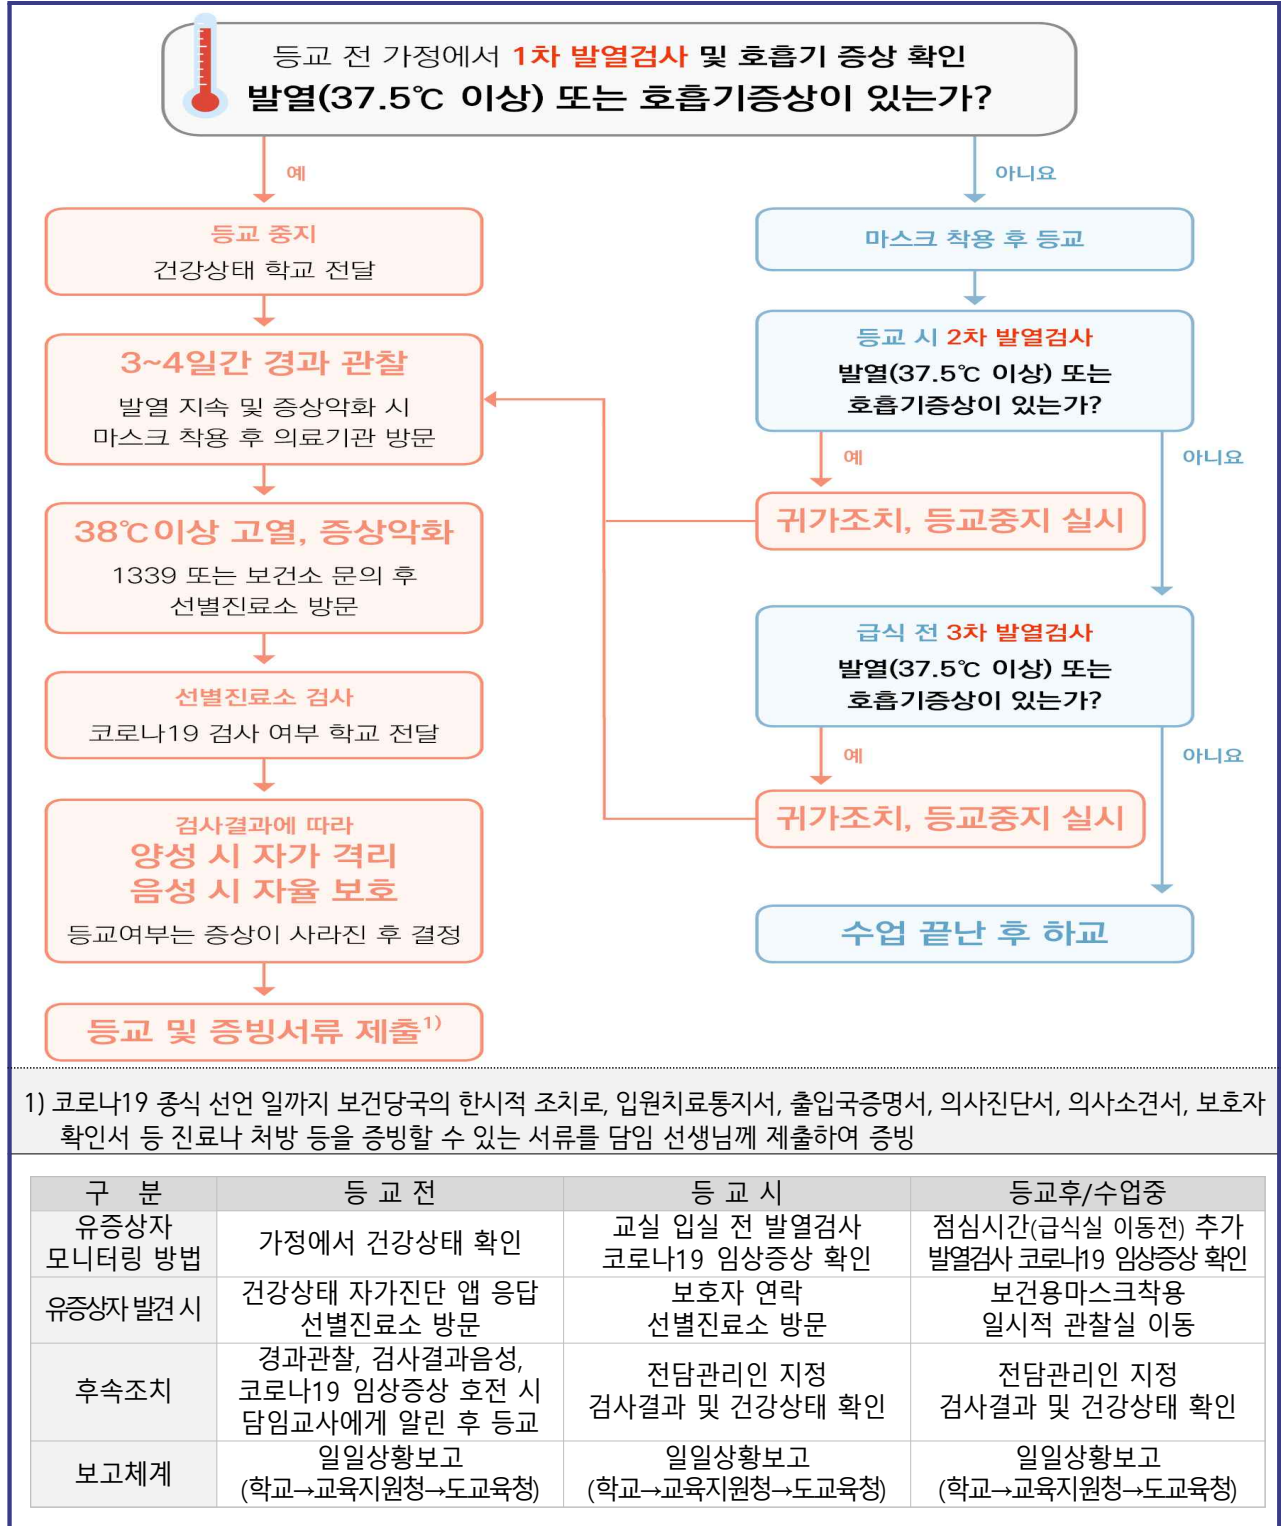 등교 전 가정에서 1차 발열검사 및 호흡기 증상 확인
발열(37.5℃ 이상) 또는 호흡기증상이 있는가?
예
아니요
등교 중지
건강상태 학교 전달
마스크 착용 후 등교
3~4일간 경과 관찰
발열 지속 및 증상악화 시
마스크 착용 후 의료기관 방문
등교 시 2차 발열검사
발열(37.5℃ 이상) 또는
호흡기증상이 있는가?
예
아니요
귀가조치, 등교중지 실시
38℃이상 고열, 증상악화
1339 또는 보건소 문의 후
선별진료소 방문
급식 전 3차 발열검사
발열(37.5℃ 이상) 또는
호흡기증상이 있는가?
예
아니요
귀가조치, 등교중지 실시
선별진료소 검사
코로나19 검사 여부 학교 전달
검사결과에 따라
양성 시 자가 격리
음성 시 자율 보호
등교여부는 증상이 사라진 후 결정
수업 끝난 후 하교
등교 및 증빙서류 제출1)
1) 코로나19 종식 선언 일까지 보건당국의 한시적 조치로, 입원치료통지서, 출입국증명서, 의사진단서, 의사소견서, 보호자
확인서 등 진료나 처방 등을 증빙할 수 있는 서류를 담임 선생님께 제출하여 증빙
구 분 등 교 전 등 교 시 등교후/수업중
유증상자
모니터링 방법
가정에서 건강상태 확인
교실 입실 전 발열검사
코로나19 임상증상 확인
점심시간(급식실 이동전) 추가
발열검사 코로나19 임상증상 확인
유증상자 발견 시
건강상태 자가진단 앱 응답
선별진료소 방문
보호자 연락
선별진료소 방문
보건용마스크착용
일시적 관찰실 이동
후속조치
경과관찰, 검사결과음성,
코로나19 임상증상 호전 시
담임교사에게 알린 후 등교
전담관리인 지정
검사결과 및 건강상태 확인
전담관리인 지정
검사결과 및 건강상태 확인
보고체계
일일상황보고
(학교→교육지원청→도교육청)
일일상황보고
(학교→교육지원청→도교육청)
일일상황보고
(학교→교육지원청→도교육청)